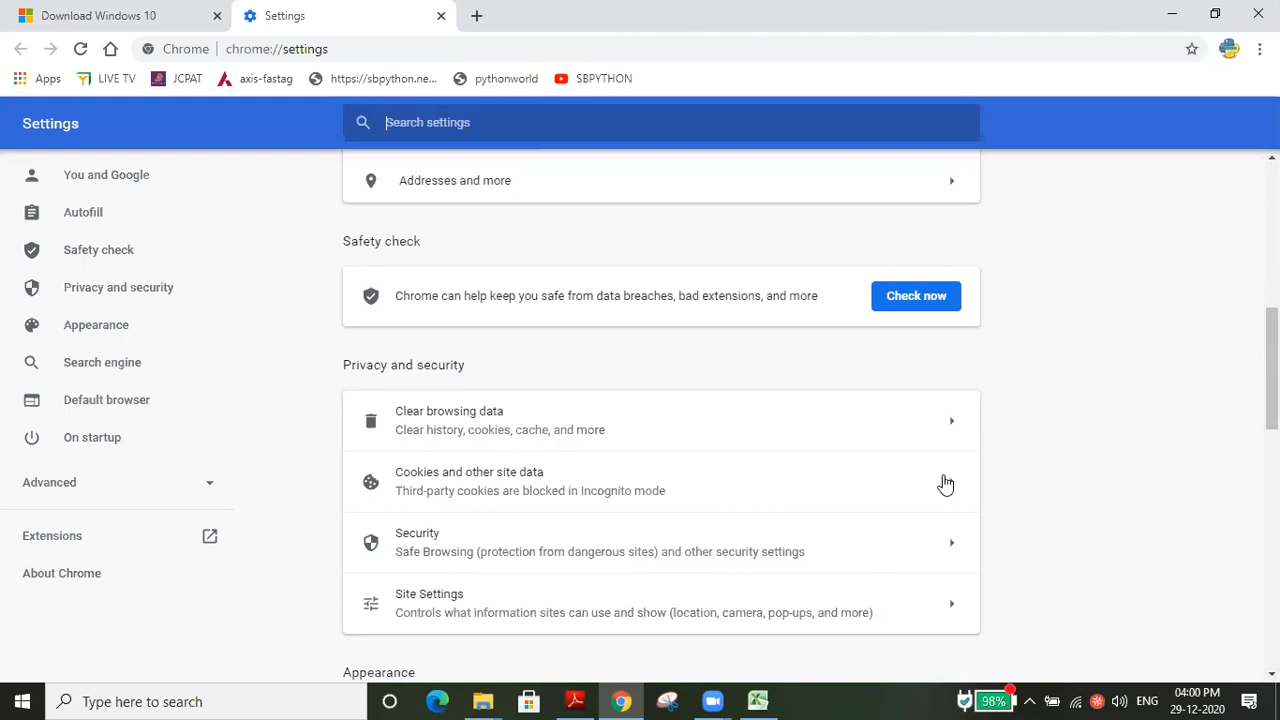 Download Windows 10
Settings
Chrome
chrome://settings
Apps
LIVE TV
JCPAT
axis-fastag
https://sbpython.ne...
pythonworld
SBPYTHON
Settings
Search settings
You and Google
Autofill
Safety check
Privacy and security
Appearance
Search engine
Default browser
On startup
Advanced
Extensions
About Chrome
Addresses and more
Safety check
Chrome can help keep you safe from data breaches, bad extensions, and more
Check now
Privacy and security
Clear browsing data
Clear history, cookies, cache, and more
Cookies and other site data
Third-party cookies are blocked in Incognito mode
Security
Safe Browsing (protection from dangerous sites) and other security settings
Site Settings
Controls what information sites can use and show (location, camera, pop-ups, and more)
Appearance
Type here to search
98%
ENG
04:00 PM
29-12-2020